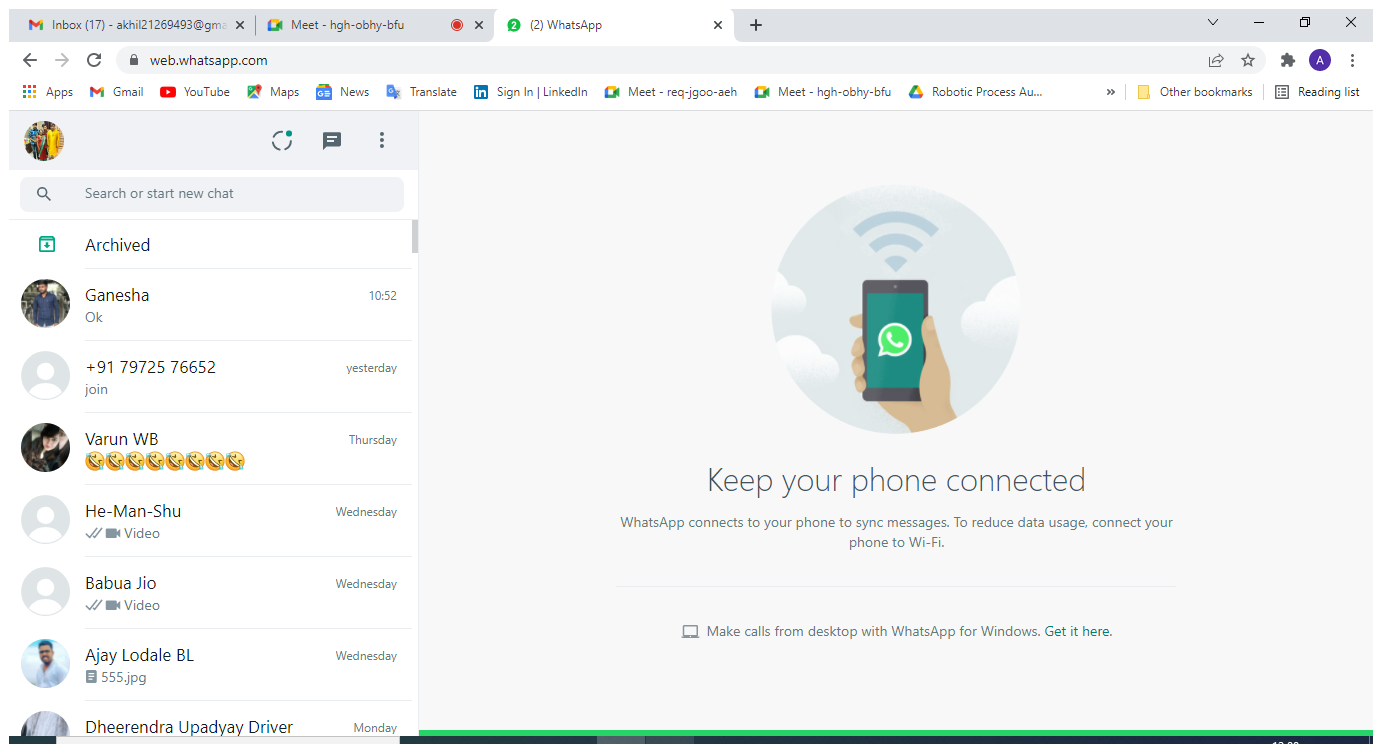 Inbox (17) - akhil21269493@gma
Meet - hgh-obhy-bfu
2 (2) WhatsApp
web.whatsapp.com
A
Apps
Gmail
YouTube
Maps
News
Translate
Sign In | LinkedIn
Meet - req-jgoo-aeh
Meet - hgh-obhy-bfu
Robotic Process Au...
»
Other bookmarks
Reading list
Search or start new chat
Archived
Ganesha 10:52
Ok
+91 79725 76652 yesterday
join
Varun WB Thursday
🤣🤣🤣🤣🤣🤣🤣🤣
He-Man-Shu Wednesday
Video
Babua Jio Wednesday
Video
Ajay Lodale BL Wednesday
555.jpg
Dheerendra Upadyay Driver Monday
Keep your phone connected
WhatsApp connects to your phone to sync messages. To reduce data usage, connect your
phone to Wi-Fi.
Make calls from desktop with WhatsApp for Windows. Get it here.